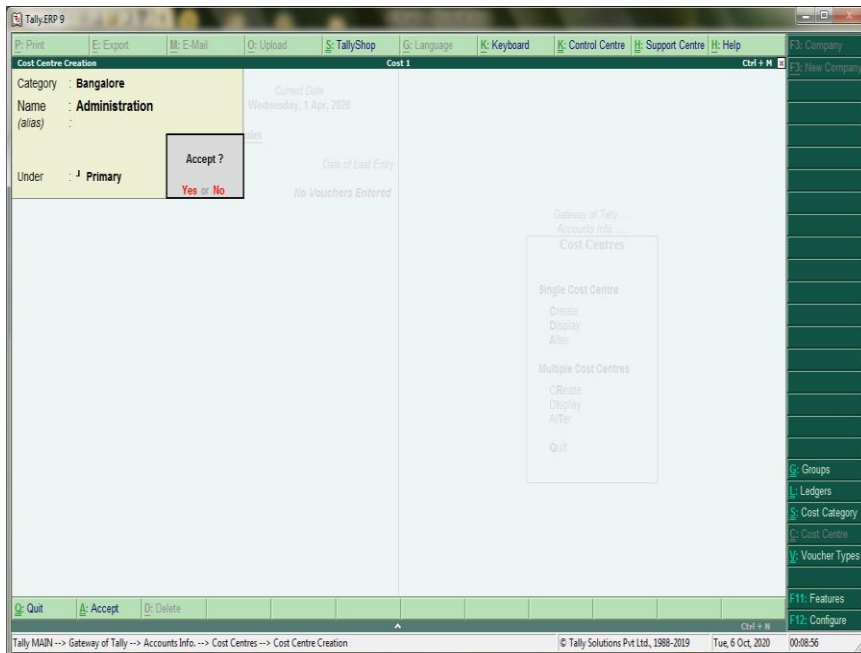 Tally.ERP 9
P: Print E: Export M: E-Mail O: Upload S: TallyShop G: Language K: Keyboard K: Control Centre H: Support Centre H: Help
F3: Company
F3: New Company
Cost Centre Creation Cost 1 Ctrl + M
Category : Bangalore
Name : Administration
(alias) :
Under : ┘ Primary
Accept ?
Yes or No
Current Date
Wednesday, 1 Apr, 2020
Date of Last Entry
No Vouchers Entered
Gateway of Tally ...
Accounts Info. ...
Cost Centres
Single Cost Centre
Create
Display
Alter
Multiple Cost Centres
CReate
DIsplay
AlTer
Quit
G: Groups
L: Ledgers
S: Cost Category
C: Cost Centre
V: Voucher Types
F11: Features
F12: Configure
Q: Quit A: Accept D: Delete
Ctrl + N
Tally MAIN --> Gateway of Tally --> Accounts Info. --> Cost Centres --> Cost Centre Creation © Tally Solutions Pvt Ltd., 1988-2019 Tue, 6 Oct, 2020 00:08:56